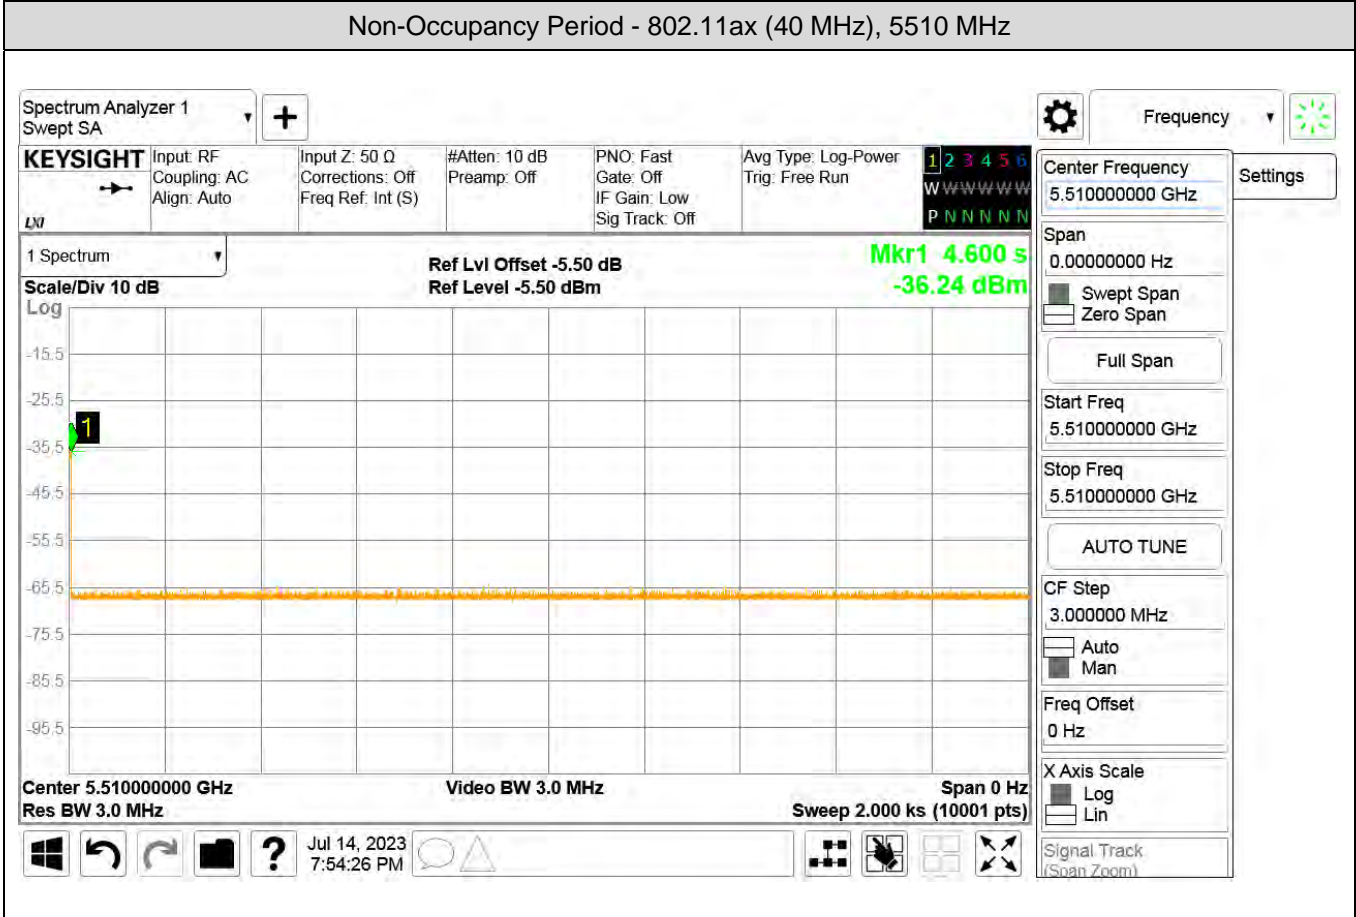 Non-Occupancy Period - 802.11ax (40 MHz), 5510 MHz
Spectrum Analyzer 1
Swept SA
+
Frequency
KEYSIGHT
LXI
Input: RF
Coupling: AC
Align: Auto
Input Z: 50 Ω
Corrections: Off
Freq Ref: Int (S)
#Atten: 10 dB
Preamp: Off
PNO: Fast
Gate: Off
IF Gain: Low
Sig Track: Off
Avg Type: Log-Power
Trig: Free Run
1 2 3 4 5 6
W W W W W W
P N N N N N
Settings
1 Spectrum
Scale/Div 10 dB
Log
Ref Lvl Offset -5.50 dB
Ref Level -5.50 dBm
Mkr1 4.600 s
-36.24 dBm
1
-15.5
-25.5
-35.5
-45.5
-55.5
-65.5
-75.5
-85.5
-95.5
Center 5.510000000 GHz
Res BW 3.0 MHz
Video BW 3.0 MHz
Span 0 Hz
Sweep 2.000 ks (10001 pts)
Center Frequency
5.510000000 GHz
Span
0.00000000 Hz
Swept Span
Zero Span
Full Span
Start Freq
5.510000000 GHz
Stop Freq
5.510000000 GHz
AUTO TUNE
CF Step
3.000000 MHz
Auto
Man
Freq Offset
0 Hz
X Axis Scale
Log
Lin
Signal Track
(Span Zoom)
?
Jul 14, 2023
7:54:26 PM